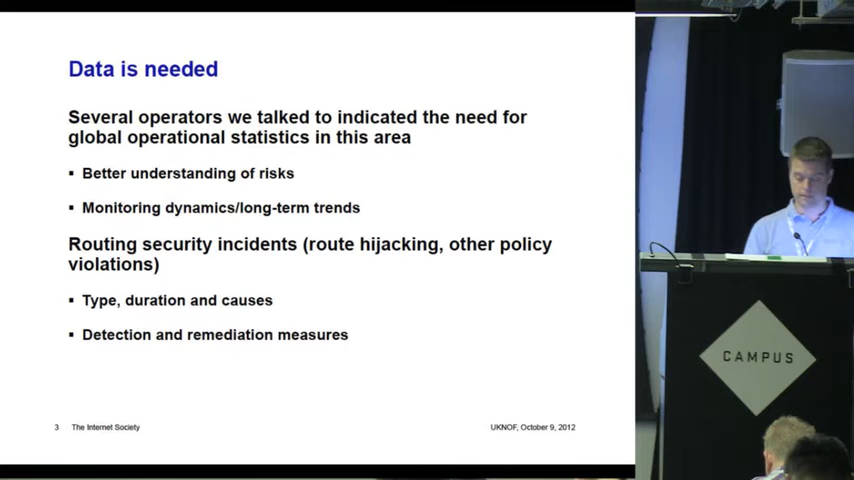 Data is needed
Several operators we talked to indicated the need for
global operational statistics in this area
▪ Better understanding of risks
▪ Monitoring dynamics/long-term trends
Routing security incidents (route hijacking, other policy
violations)
▪ Type, duration and causes
▪ Detection and remediation measures
3 The Internet Society
UKNOF, October 9, 2012
CAMPUS